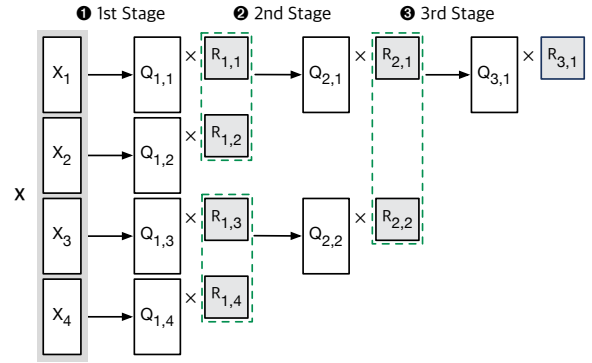 ❶ 1st Stage ❷ 2nd Stage ❸ 3rd Stage
X₁ Q₁,₁ × R₁,₁ Q₂,₁ × R₂,₁ Q₃,₁ × R₃,₁
X₂ Q₁,₂ × R₁,₂
X
X₃ Q₁,₃ × R₁,₃ Q₂,₂ × R₂,₂
X₄ Q₁,₄ × R₁,₄